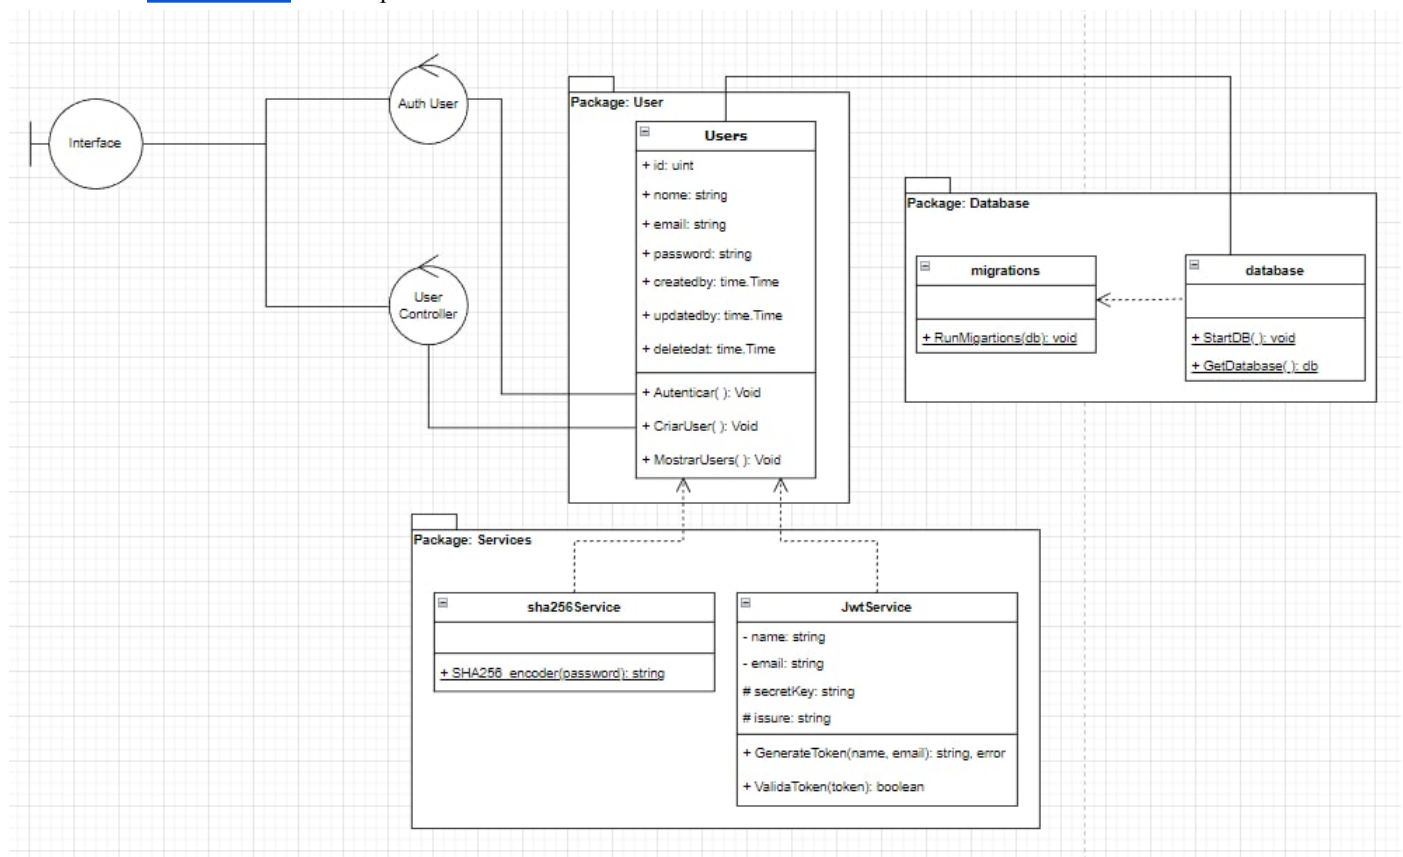 Interface
Auth User
User
Controller
Package: User
Users
+ id: uint
+ nome: string
+ email: string
+ password: string
+ createdby: time.Time
+ updatedby: time.Time
+ deletedat: time.Time
+ Autenticar( ): Void
+ CriarUser( ): Void
+ MostrarUsers( ): Void
Package: Database
migrations
+ RunMigartions(db): void
database
+ StartDB( ): void
+ GetDatabase( ): db
Package: Services
sha256Service
+ SHA256_encoder(password): string
JwtService
- name: string
- email: string
# secretKey: string
# issure: string
+ GenerateToken(name, email): string, error
+ ValidaToken(token): boolean